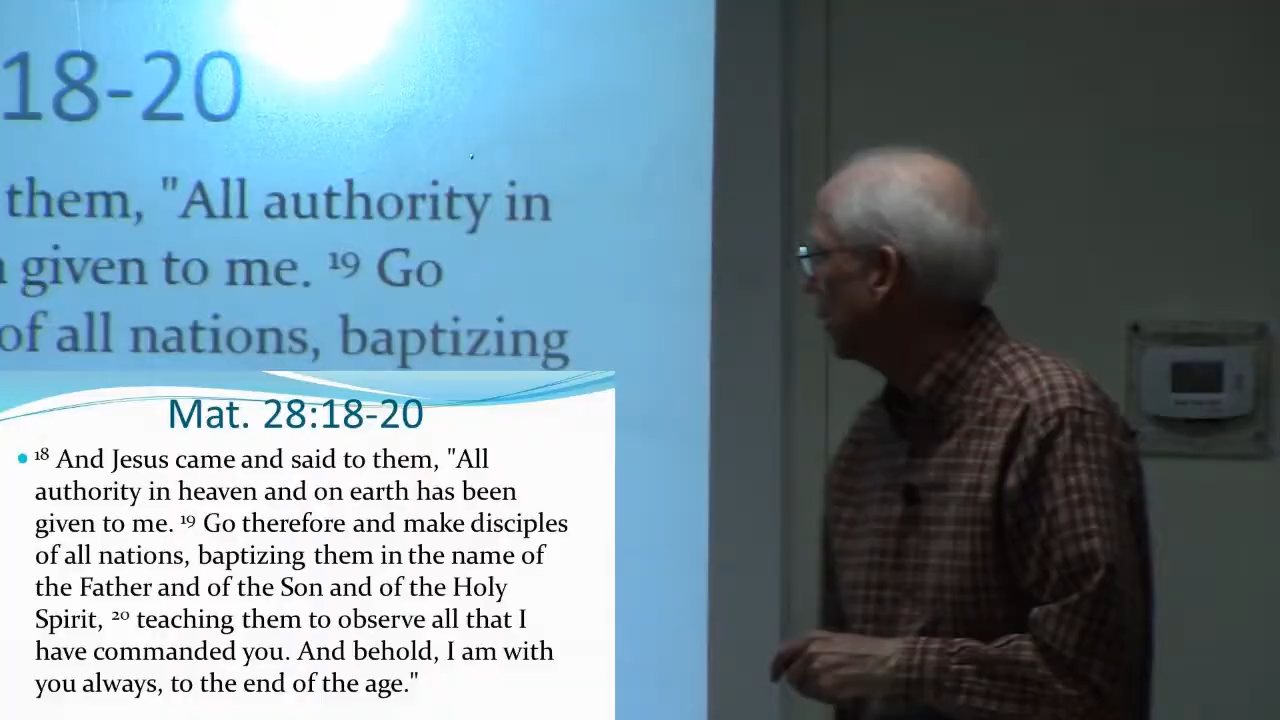 18-20
them, "All authority in
given to me. 19 Go
of all nations, baptizing
Mat. 28:18-20
• 18 And Jesus came and said to them, "All
authority in heaven and on earth has been
given to me. 19 Go therefore and make disciples
of all nations, baptizing them in the name of
the Father and of the Son and of the Holy
Spirit, 20 teaching them to observe all that I
have commanded you. And behold, I am with
you always, to the end of the age."